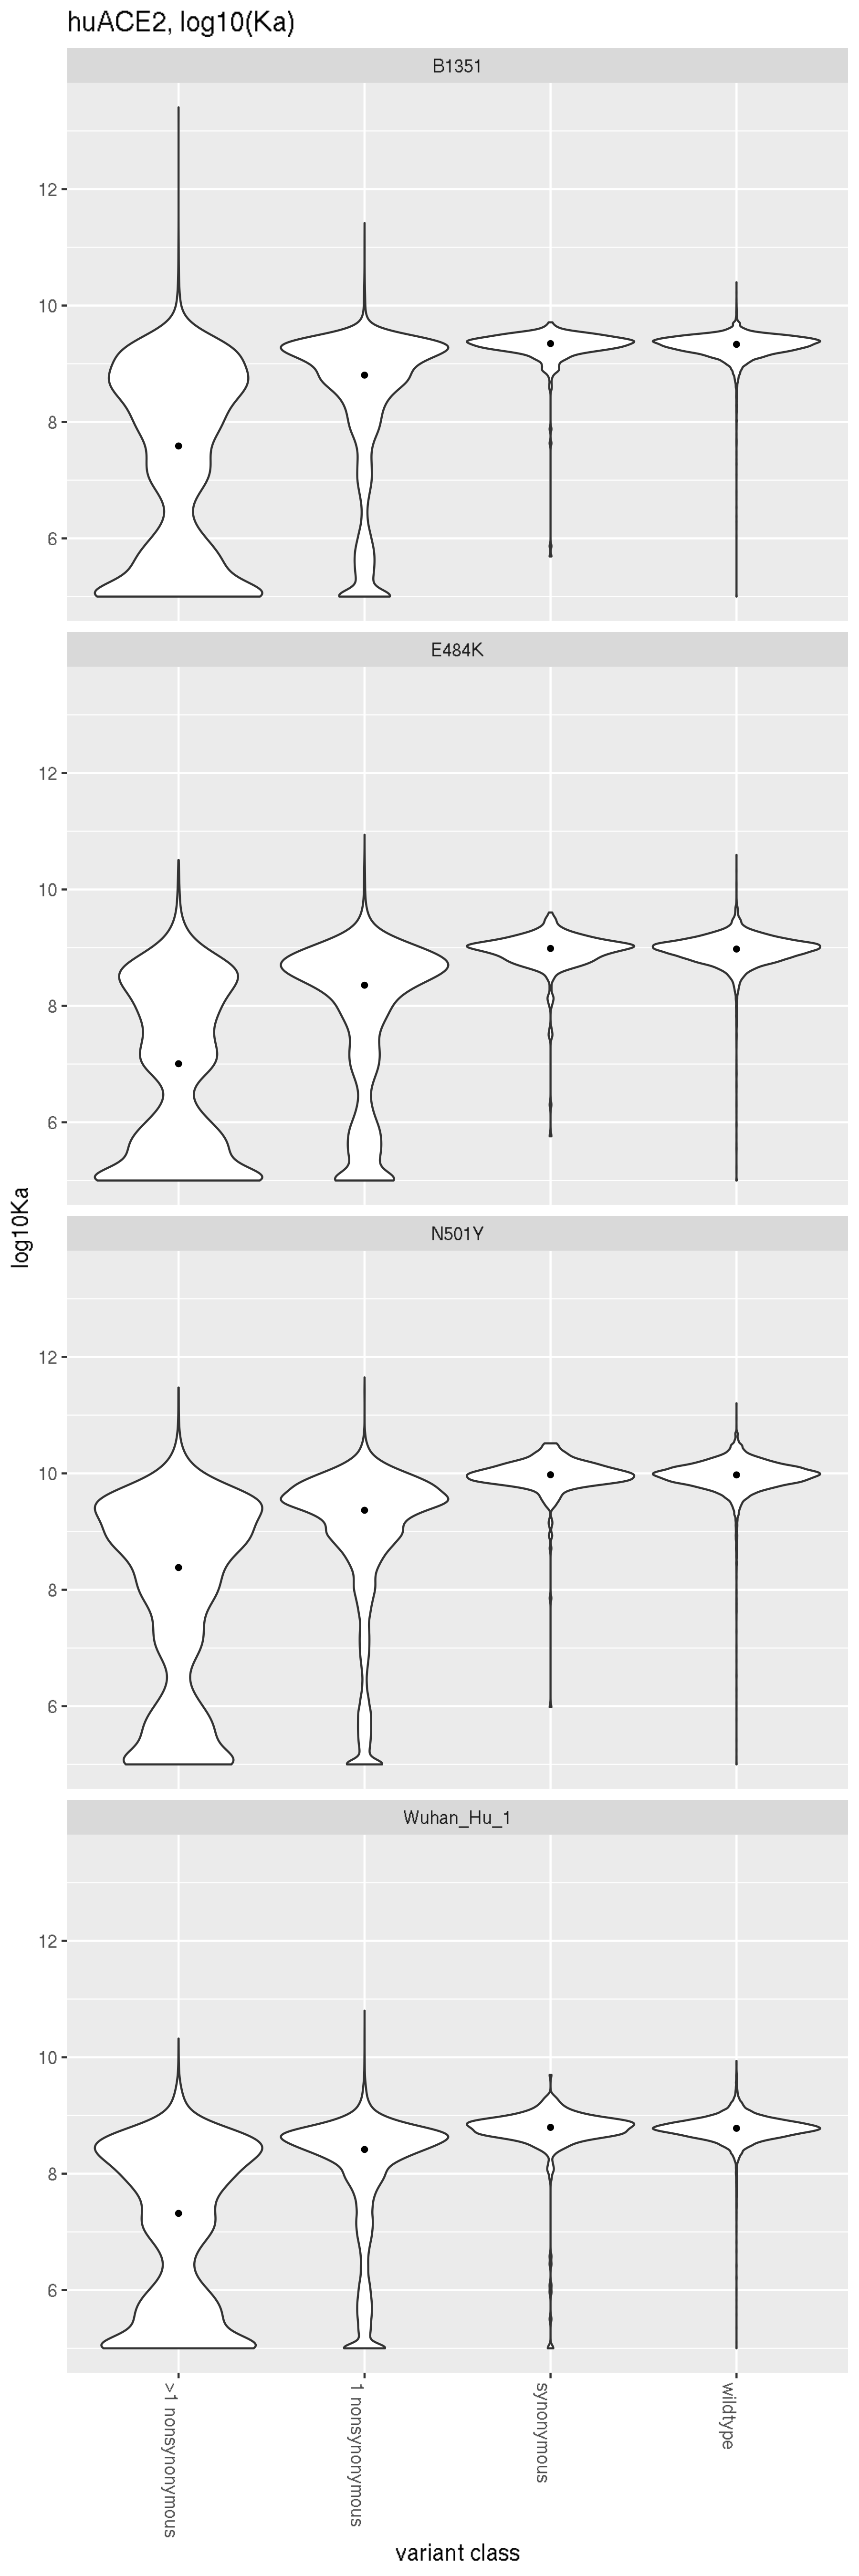 huACE2, log10(Ka)
B1351
12
10
8
6
E484K
12
10
8
6
log10Ka
N501Y
12
10
8
6
Wuhan_Hu_1
12
10
8
6
>1 nonsynonymous
1 nonsynonymous
synonymous
wildtype
variant class